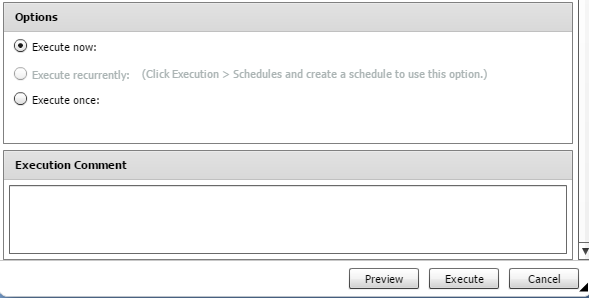 Options
Execute now:
Execute recurrently: (Click Execution > Schedules and create a schedule to use this option.)
Execute once:
Execution Comment
Preview Execute Cancel